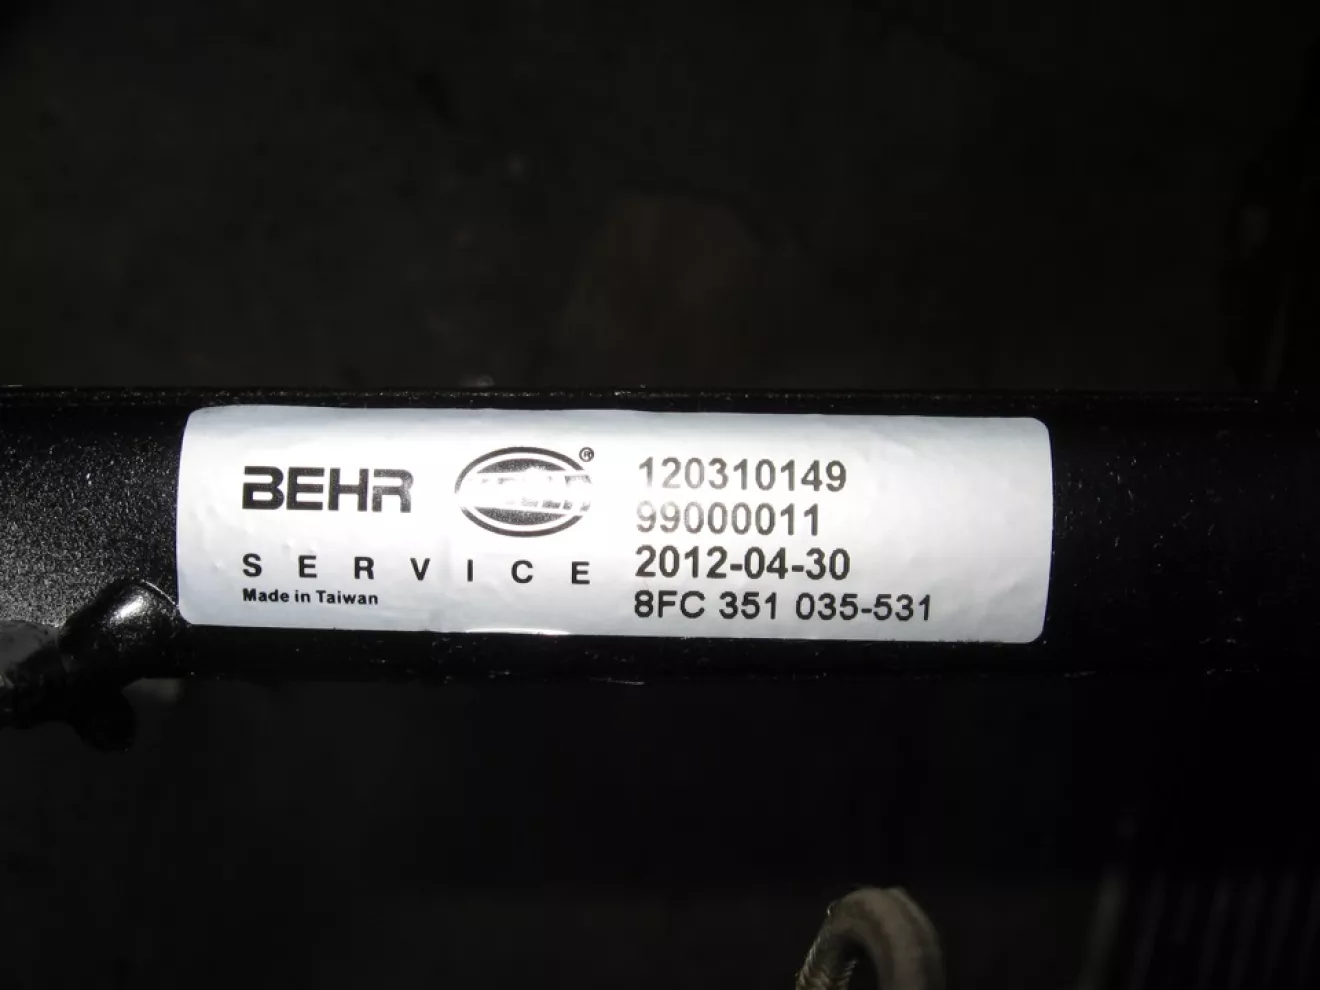 BEHR ®
SERVICE
Made in Taiwan
120310149
99000011
2012-04-30
8FC 351 035-531